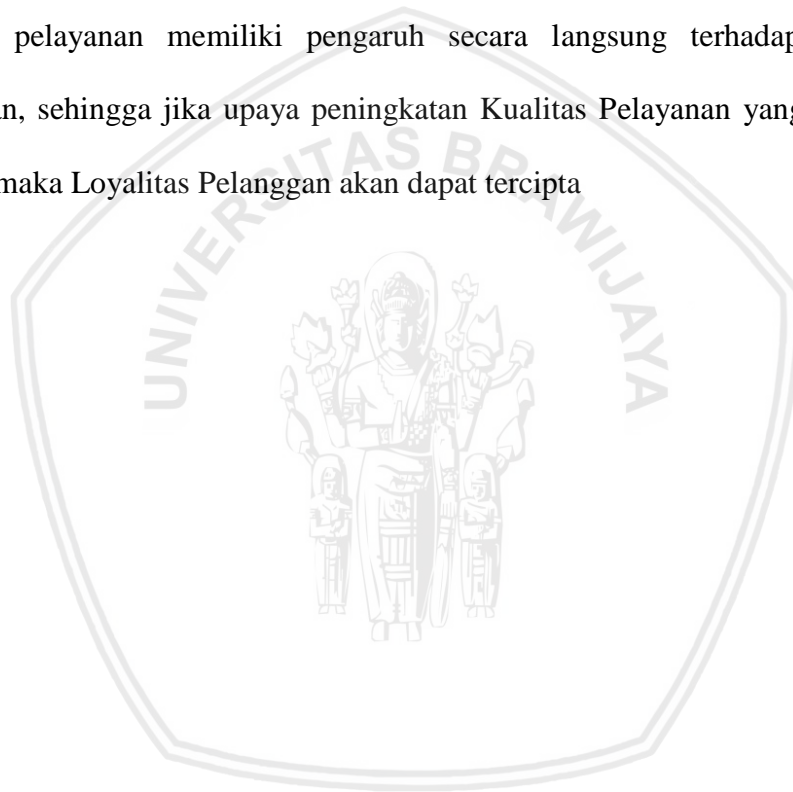 pelayanan memiliki pengaruh secara langsung terhadap
an, sehingga jika upaya peningkatan Kualitas Pelayanan yang
maka Loyalitas Pelanggan akan dapat tercipta
UNIVERSITAS BRAWIJAYA